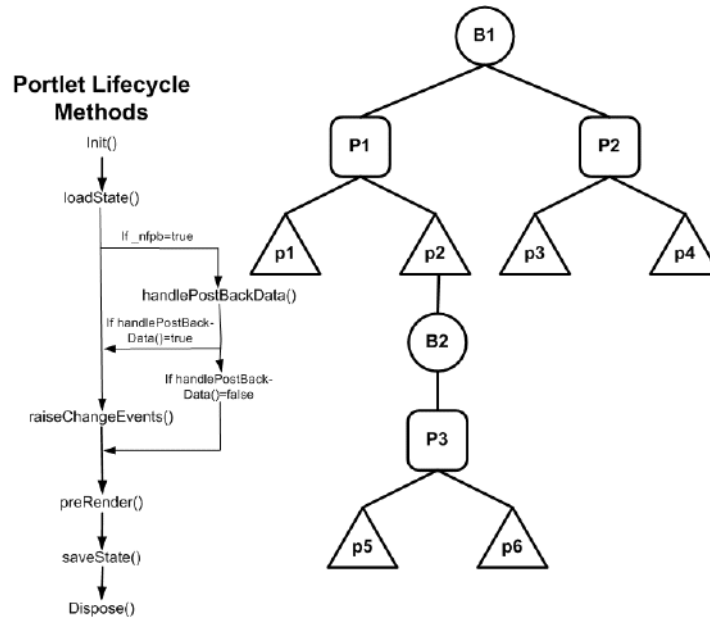 Portlet Lifecycle
Methods
Init()
loadState()
If _nfpb=true
handlePostBackData()
If handlePostBack-
Data()=true
If handlePostBack-
Data()=false
raiseChangeEvents()
preRender()
saveState()
Dispose()
B1
P1
P2
p1
p2
p3
p4
B2
P3
p5
p6